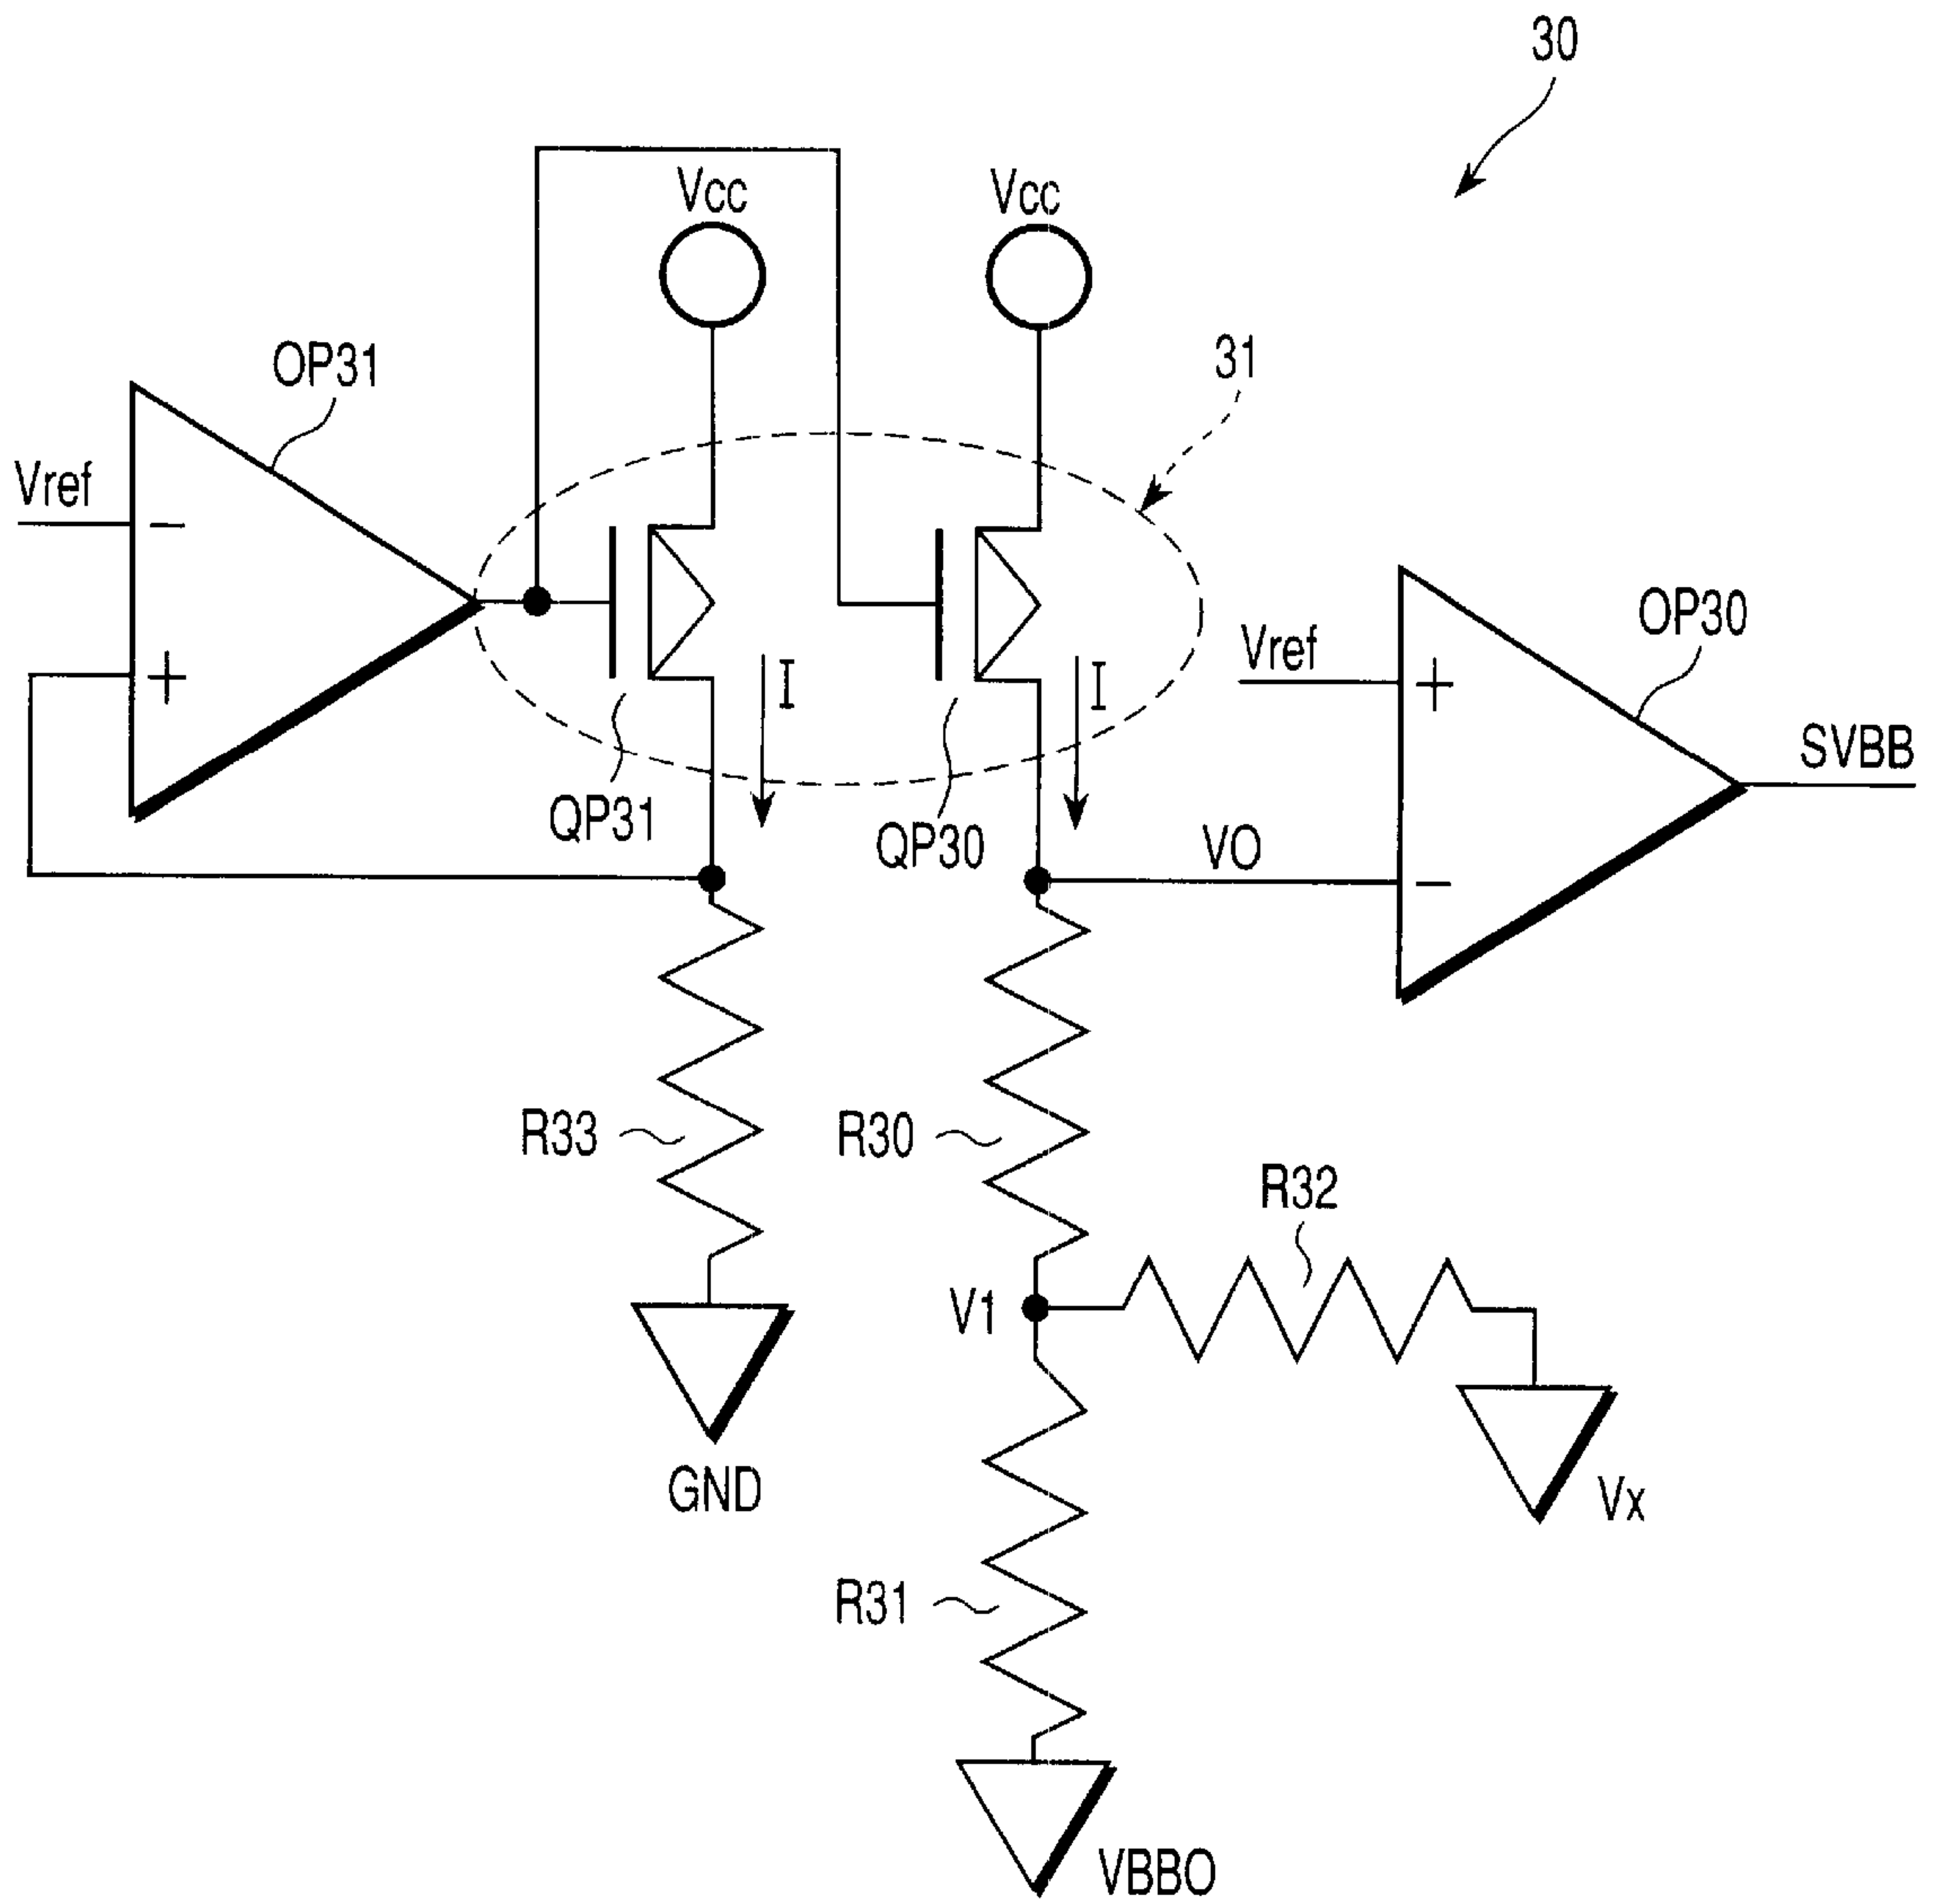 30
Vcc
Vcc
31
OP31
Vref
−
+
OP30
Vref
+
I
I
SVBB
QP31
QP30
VO
−
R33
R30
R32
V1
GND
Vx
R31
VBBO